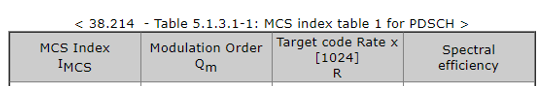 < 38.214 - Table 5.1.3.1-1: MCS index table 1 for PDSCH >
MCS Index
IMCS
Modulation Order
Qm
Target code Rate x
[1024]
R
Spectral
efficiency